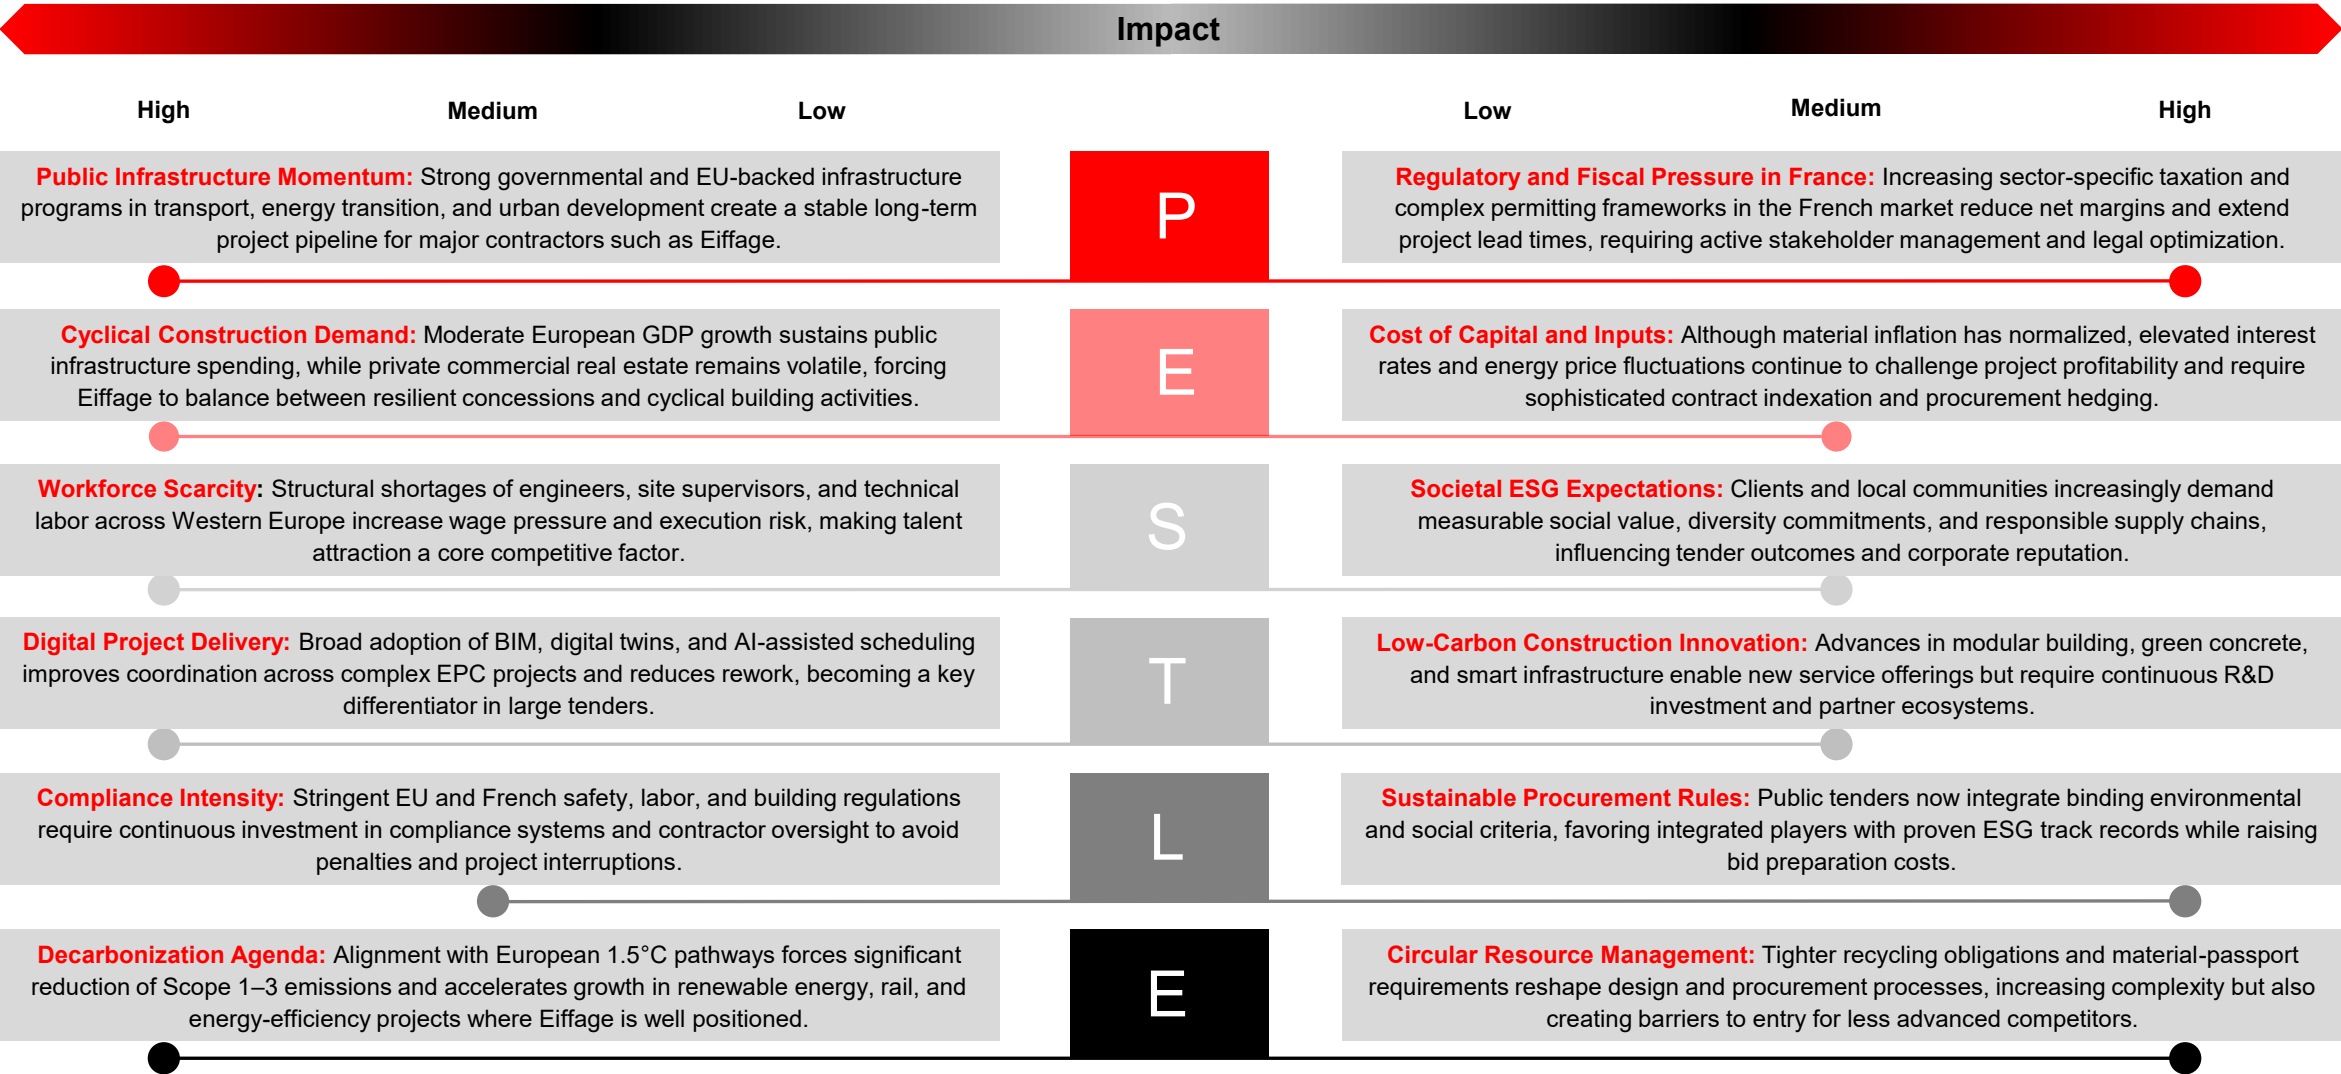 Impact
High
Medium
Low
Low
Medium
High
Public Infrastructure Momentum: Strong governmental and EU-backed infrastructure
programs in transport, energy transition, and urban development create a stable long-term
project pipeline for major contractors such as Eiffage.
P
Regulatory and Fiscal Pressure in France: Increasing sector-specific taxation and
complex permitting frameworks in the French market reduce net margins and extend
project lead times, requiring active stakeholder management and legal optimization.
Cyclical Construction Demand: Moderate European GDP growth sustains public
infrastructure spending, while private commercial real estate remains volatile, forcing
Eiffage to balance between resilient concessions and cyclical building activities.
E
Cost of Capital and Inputs: Although material inflation has normalized, elevated interest
rates and energy price fluctuations continue to challenge project profitability and require
sophisticated contract indexation and procurement hedging.
Workforce Scarcity: Structural shortages of engineers, site supervisors, and technical
labor across Western Europe increase wage pressure and execution risk, making talent
attraction a core competitive factor.
S
Societal ESG Expectations: Clients and local communities increasingly demand
measurable social value, diversity commitments, and responsible supply chains,
influencing tender outcomes and corporate reputation.
Digital Project Delivery: Broad adoption of BIM, digital twins, and AI-assisted scheduling
improves coordination across complex EPC projects and reduces rework, becoming a key
differentiator in large tenders.
T
Low-Carbon Construction Innovation: Advances in modular building, green concrete,
and smart infrastructure enable new service offerings but require continuous R&D
investment and partner ecosystems.
Compliance Intensity: Stringent EU and French safety, labor, and building regulations
require continuous investment in compliance systems and contractor oversight to avoid
penalties and project interruptions.
L
Sustainable Procurement Rules: Public tenders now integrate binding environmental
and social criteria, favoring integrated players with proven ESG track records while raising
bid preparation costs.
Decarbonization Agenda: Alignment with European 1.5°C pathways forces significant
reduction of Scope 1–3 emissions and accelerates growth in renewable energy, rail, and
energy-efficiency projects where Eiffage is well positioned.
E
Circular Resource Management: Tighter recycling obligations and material-passport
requirements reshape design and procurement processes, increasing complexity but also
creating barriers to entry for less advanced competitors.